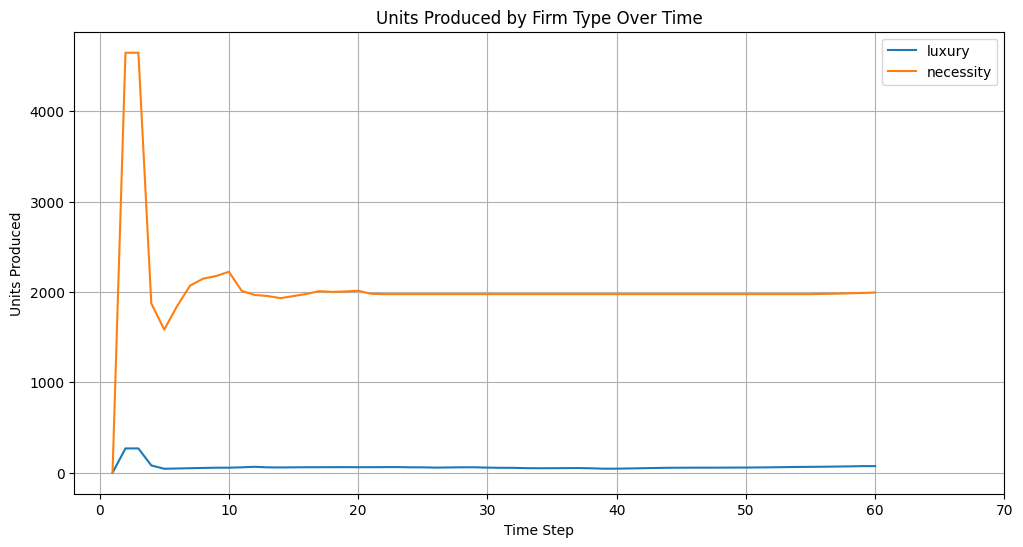 Units Produced by Firm Type Over Time
luxury
necessity
Units Produced
4000
3000
2000
1000
0
0 10 20 30 40 50 60 70
Time Step